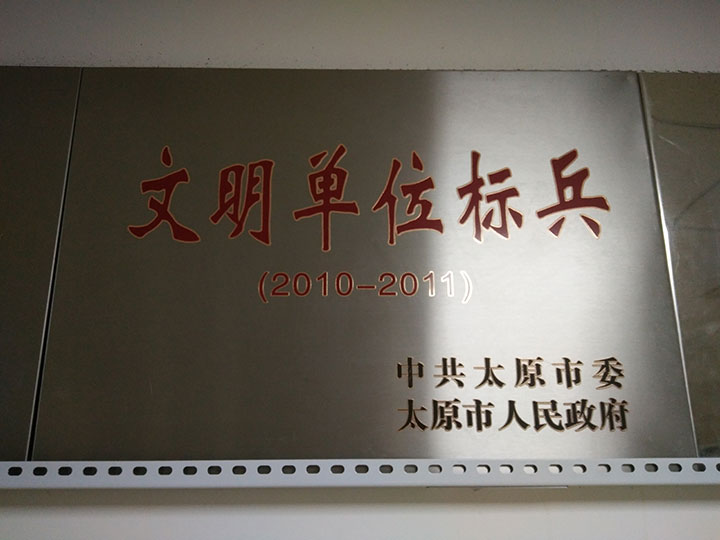 文明单位标兵
(2010-2011)
中共太原市委
太原市人民政府